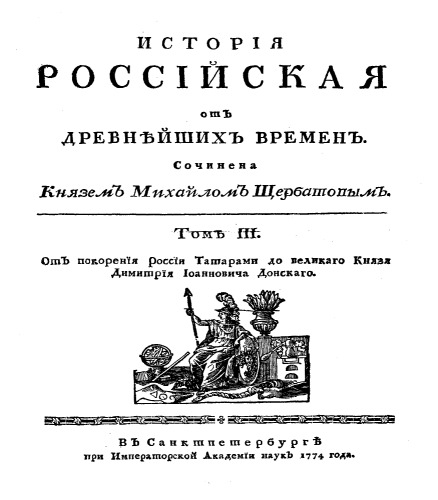 ИСТОРІЯ
РОССІЙСКАЯ
отъ
ДРЕВНѢЙШИХЪ ВРЕМЕНЪ.
Сочинена
Княземъ Михайломъ Щербатовымъ.
Томъ III.
Отъ покоренія Россіи Татарами до великаго Князя
Димитрія Іоанновича Донскаго.
Въ Санктпетербургѣ
при Императорской Академіи наукъ 1774 года.